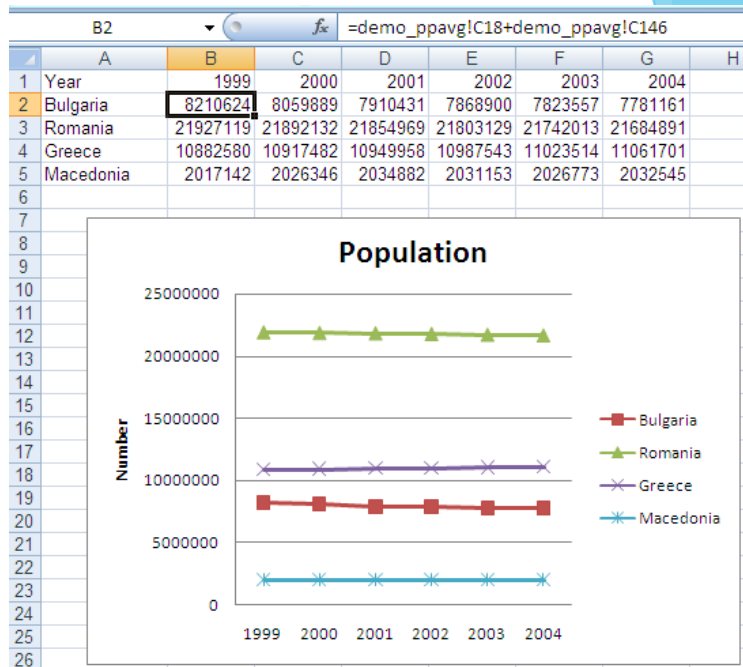 B2 fx =demo_ppavg!C18+demo_ppavg!C146
A B C D E F G H
1 Year 1999 2000 2001 2002 2003 2004
2 Bulgaria 8210624 8059889 7910431 7868900 7823557 7781161
3 Romania 21927119 21892132 21854969 21803129 21742013 21684891
4 Greece 10882580 10917482 10949958 10987543 11023514 11061701
5 Macedonia 2017142 2026346 2034882 2031153 2026773 2032545
6
7
8
9
10
11
12
13
14
15
16
17
18
19
20
21
22
23
24
25
26
Population
Number
25000000
20000000
15000000
10000000
5000000
0
1999 2000 2001 2002 2003 2004
Bulgaria
Romania
Greece
Macedonia